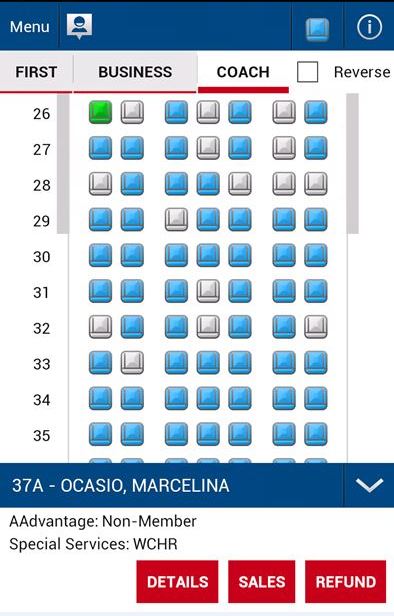 Menu
FIRST BUSINESS COACH Reverse
26
27
28
29
30
31
32
33
34
35
37A - OCASIO, MARCELINA
AAdvantage: Non-Member
Special Services: WCHR
DETAILS SALES REFUND